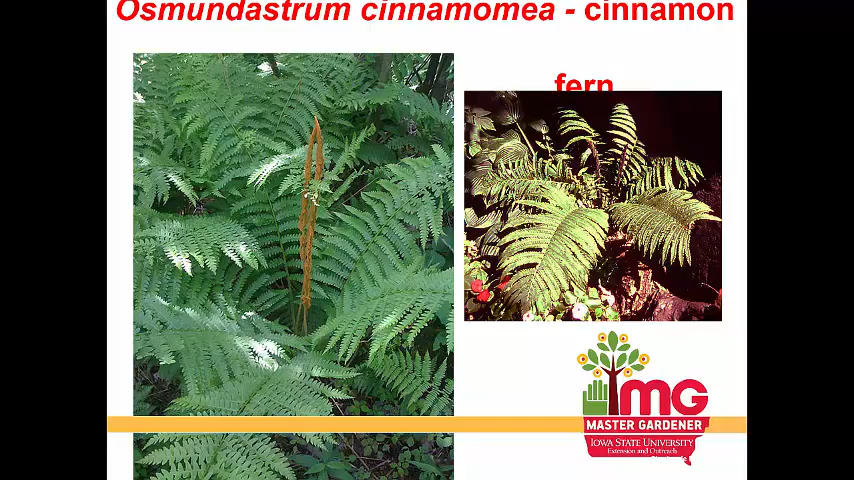 Osmundastrum cinnamomea - cinnamon
fern
MG
MASTER GARDENER
IOWA STATE UNIVERSITY
Extension and Outreach